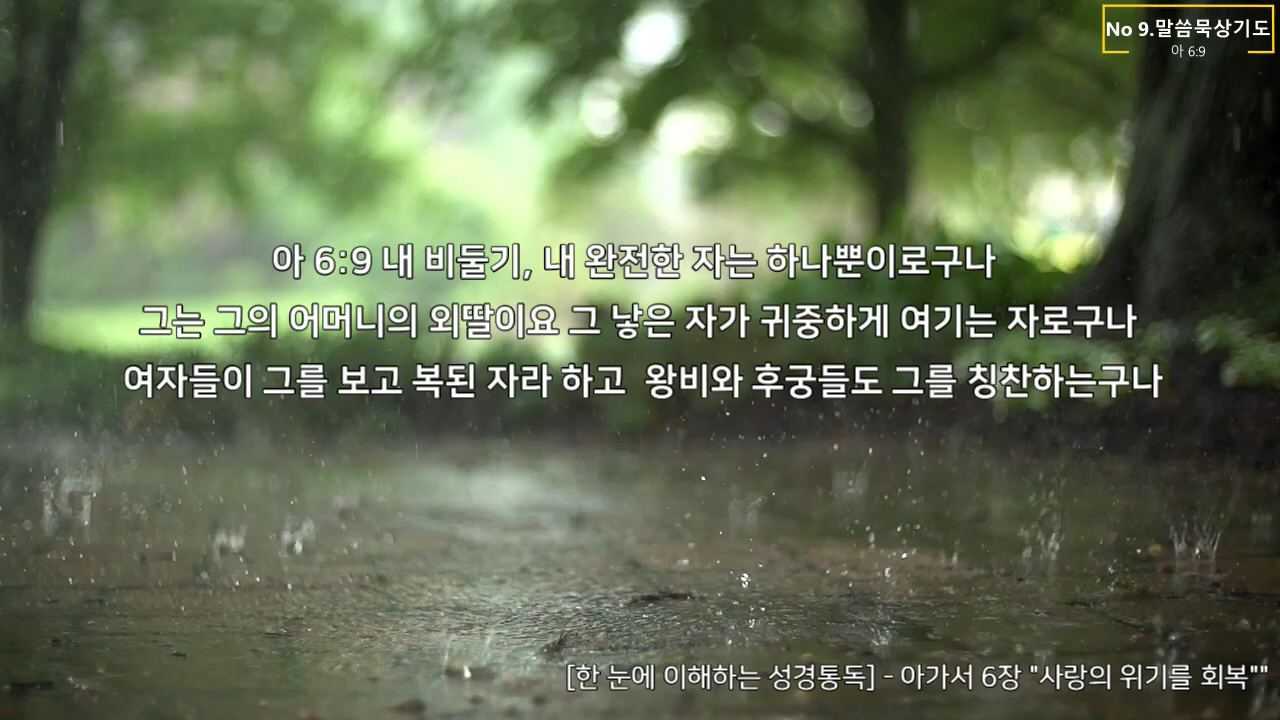 No 9.말씀묵상기도
아 6:9
아 6:9 내 비둘기, 내 완전한 자는 하나뿐이로구나
그는 그의 어머니의 외딸이요 그 낳은 자가 귀중하게 여기는 자로구나
여자들이 그를 보고 복된 자라 하고  왕비와 후궁들도 그를 칭찬하는구나
[한 눈에 이해하는 성경통독] - 아가서 6장 "사랑의 위기를 회복""